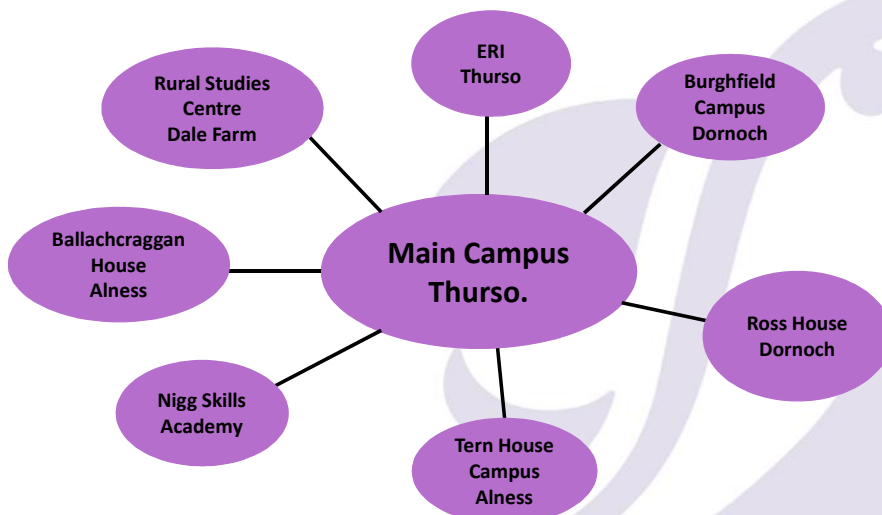 ERI
Thurso
Rural Studies
Centre
Dale Farm
Burghfield
Campus
Dornoch
Main Campus
Thurso.
Ballachcraggan
House
Alness
Ross House
Dornoch
Nigg Skills
Academy
Tern House
Campus
Alness